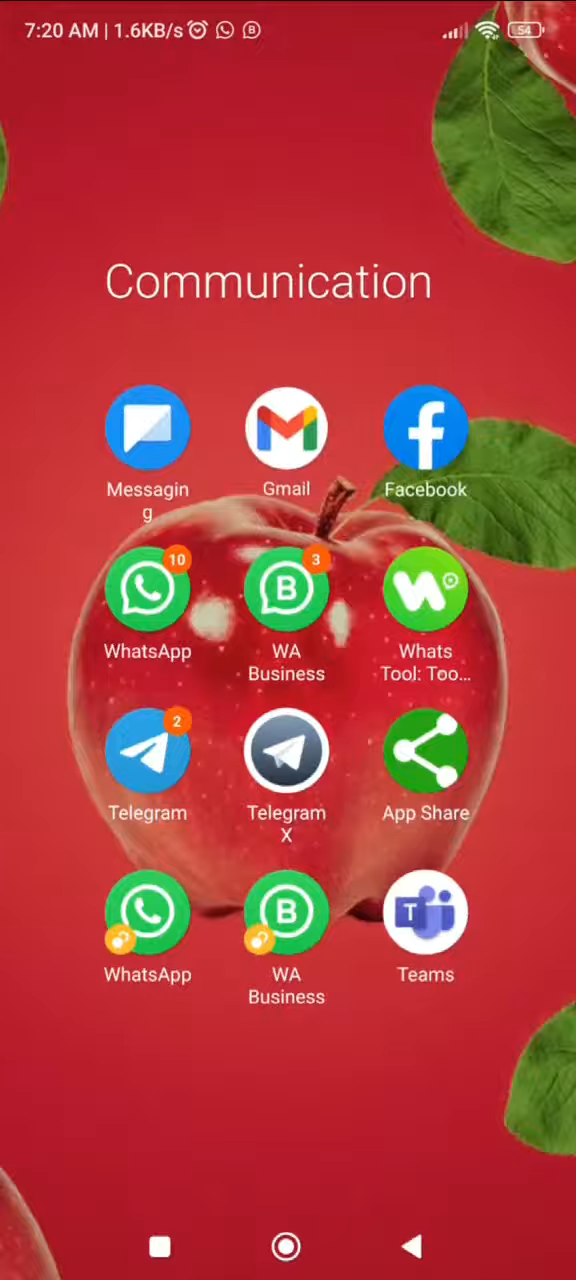 7:20 AM | 1.6KB/s
54
Communication
Messagin
g
Gmail
Facebook
10
3
WhatsApp
WA
Business
Whats
Tool: Too...
2
Telegram
Telegram
X
App Share
WhatsApp
WA
Business
Teams